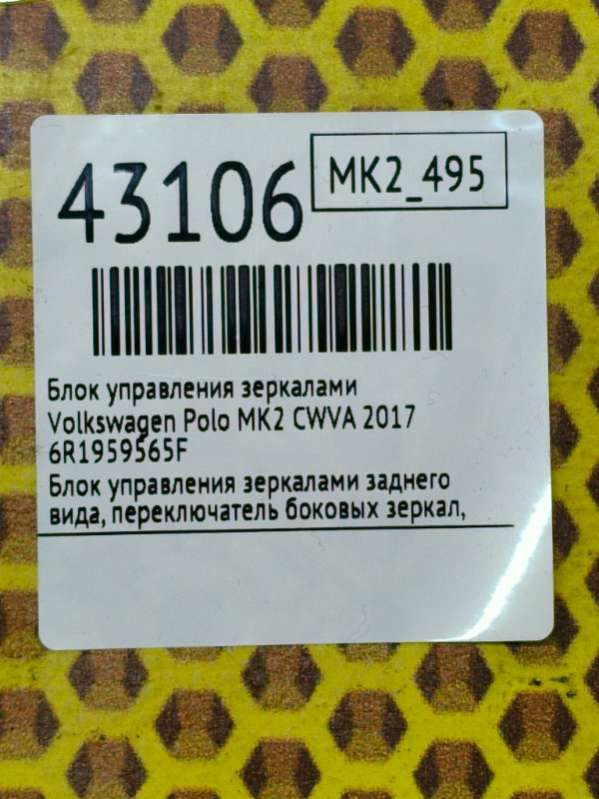 43106
MK2_495
Блок управления зеркалами
Volkswagen Polo MK2 CWVA 2017
6R1959565F
Блок управления зеркалами заднего
вида, переключатель боковых зеркал,